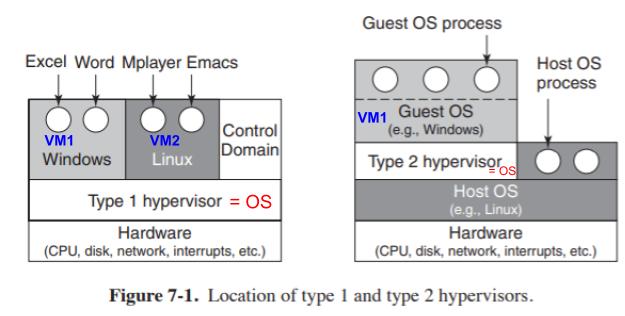 Excel Word Mplayer Emacs
VM1
Windows
VM2
Linux
Control
Domain
Type 1 hypervisor = OS
Hardware
(CPU, disk, network, interrupts, etc.)
Guest OS process
Host OS
process
VM1 Guest OS
(e.g., Windows)
Type 2 hypervisor = OS
Host OS
(e.g., Linux)
Hardware
(CPU, disk, network, interrupts, etc.)
Figure 7-1. Location of type 1 and type 2 hypervisors.